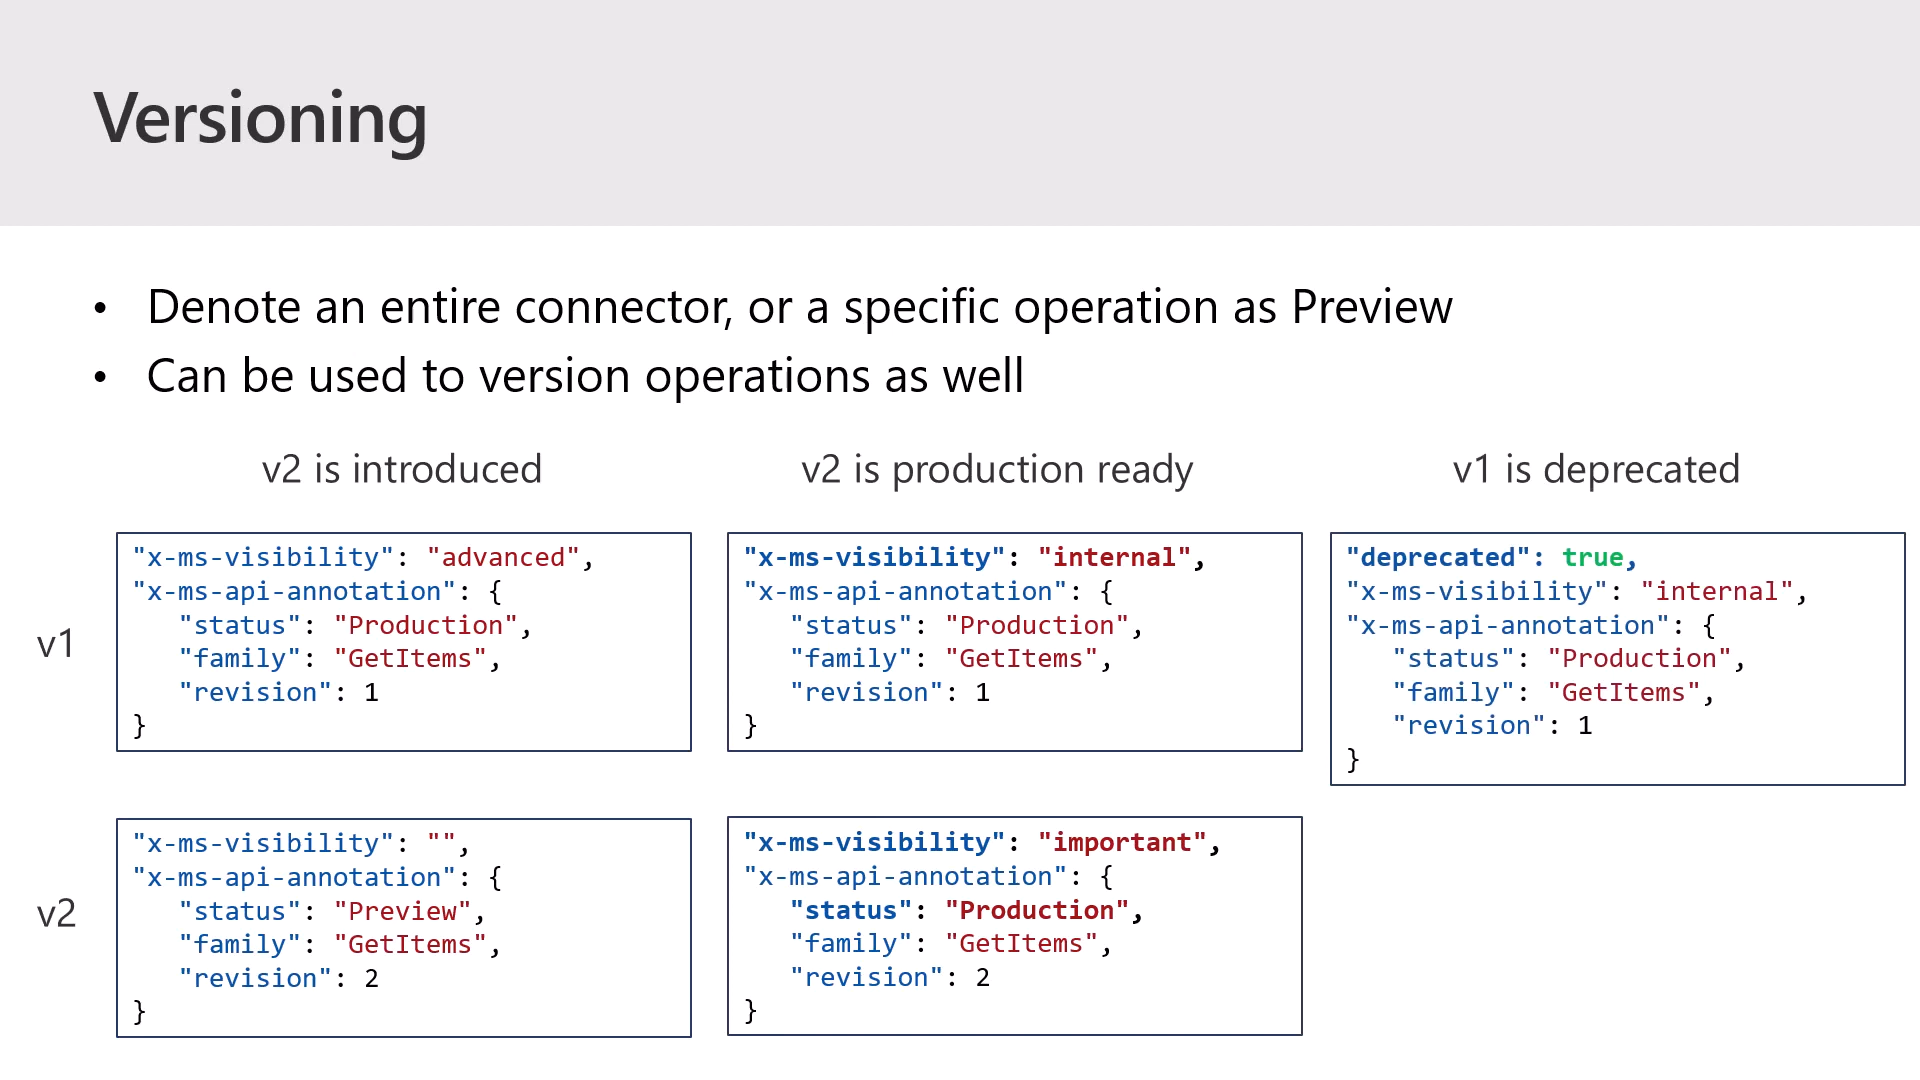 Versioning
• Denote an entire connector, or a specific operation as Preview
• Can be used to version operations as well
v2 is introduced
v2 is production ready
v1 is deprecated
v1
"x-ms-visibility": "advanced",
"x-ms-api-annotation": {
   "status": "Production",
   "family": "GetItems",
   "revision": 1
}
"x-ms-visibility": "internal",
"x-ms-api-annotation": {
   "status": "Production",
   "family": "GetItems",
   "revision": 1
}
"deprecated": true,
"x-ms-visibility": "internal",
"x-ms-api-annotation": {
   "status": "Production",
   "family": "GetItems",
   "revision": 1
}
v2
"x-ms-visibility": "",
"x-ms-api-annotation": {
   "status": "Preview",
   "family": "GetItems",
   "revision": 2
}
"x-ms-visibility": "important",
"x-ms-api-annotation": {
   "status": "Production",
   "family": "GetItems",
   "revision": 2
}